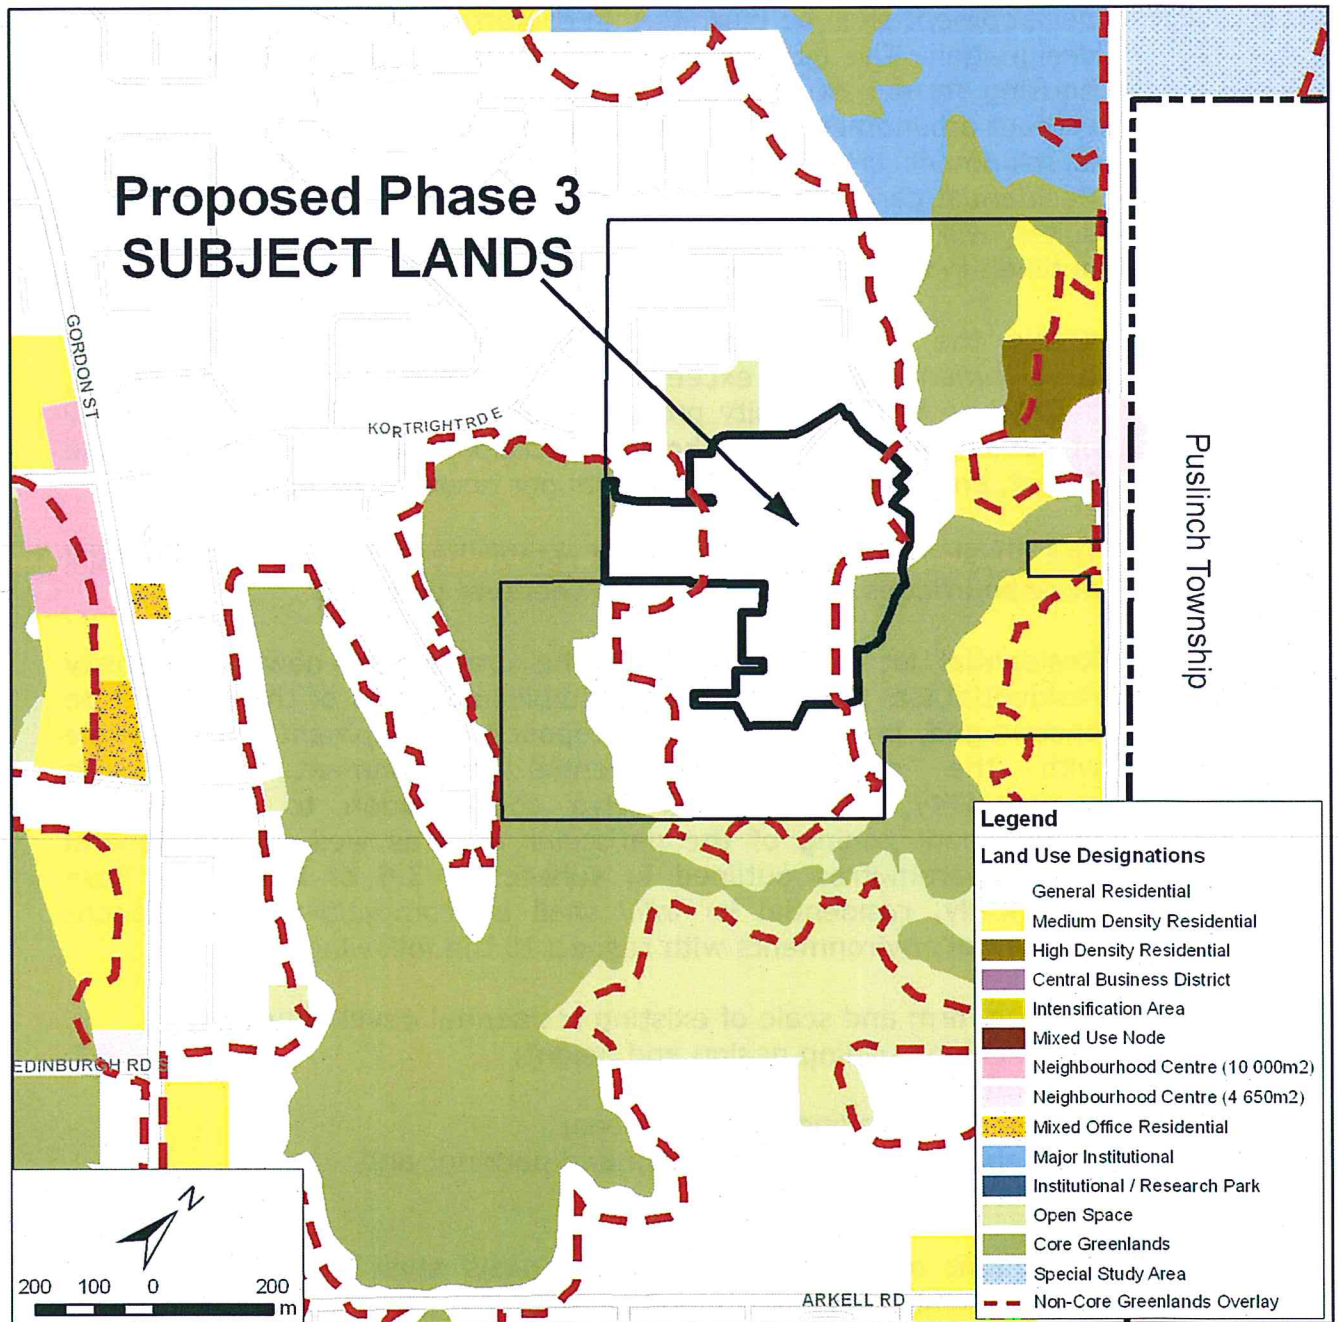 Proposed Phase 3
SUBJECT LANDS
GORDON ST
KORTRIGHT RD E
Puslinch Township
EDINBURGH RD S
ARKELL RD
N
200 100 0 200
m
Legend
Land Use Designations
General Residential
Medium Density Residential
High Density Residential
Central Business District
Intensification Area
Mixed Use Node
Neighbourhood Centre (10 000m2)
Neighbourhood Centre (4 650m2)
Mixed Office Residential
Major Institutional
Institutional / Research Park
Open Space
Core Greenlands
Special Study Area
Non-Core Greenlands Overlay